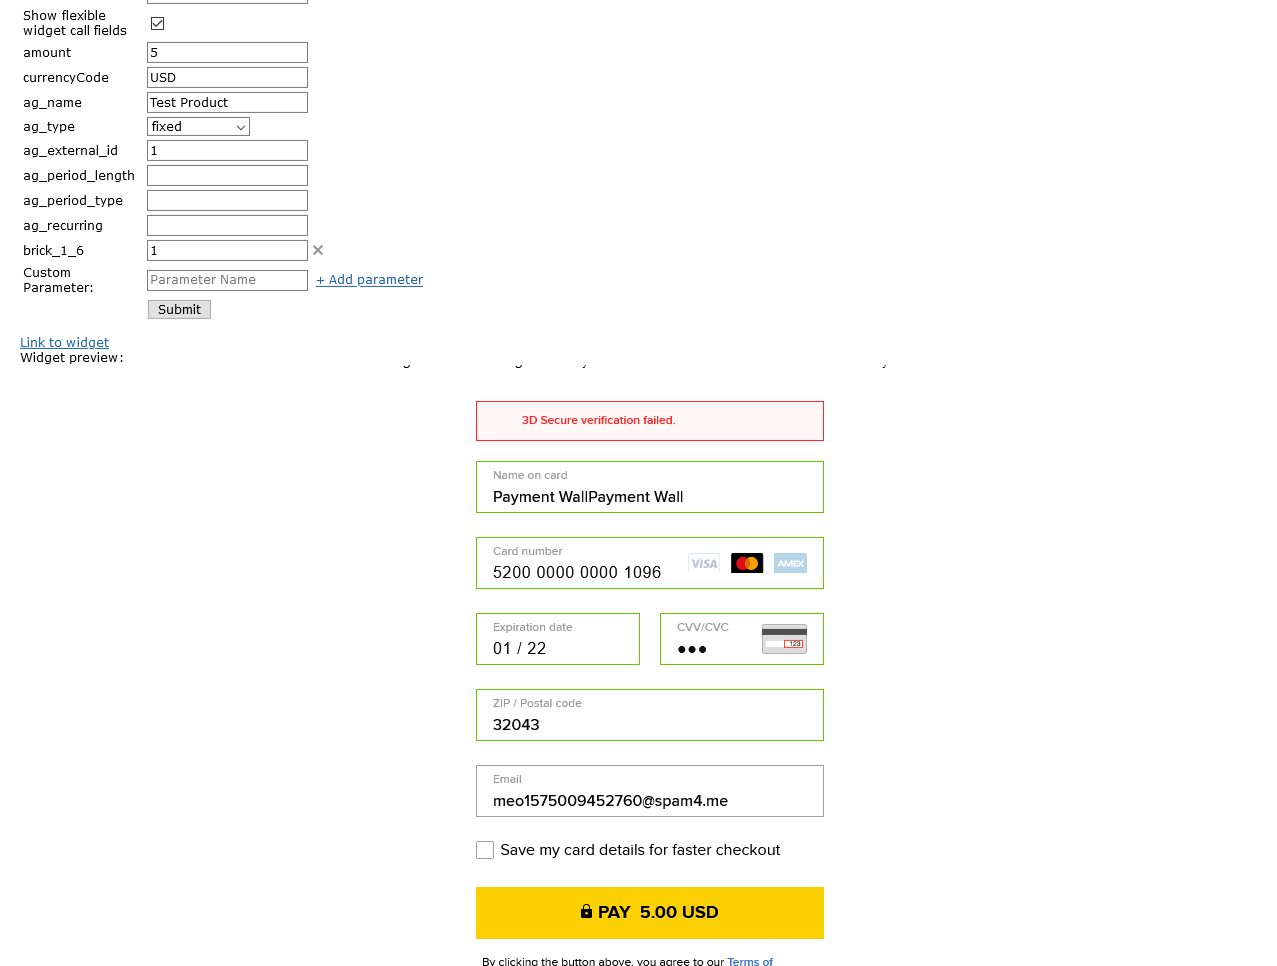 Show flexible
widget call fields
amount 5
currencyCode USD
ag_name Test Product
ag_type fixed
ag_external_id 1
ag_period_length
ag_period_type
ag_recurring
brick_1_6 1
Custom
Parameter: Parameter Name + Add parameter
Submit
Link to widget
Widget preview:
3D Secure verification failed.
Name on card
Payment WallPayment Wall
Card number
5200 0000 0000 1096 VISA AMEX
Expiration date CVV/CVC
01 / 22 ●●● 123
ZIP / Postal code
32043
Email
meo1575009452760@spam4.me
Save my card details for faster checkout
PAY 5.00 USD
By clicking the button above, you agree to our Terms of